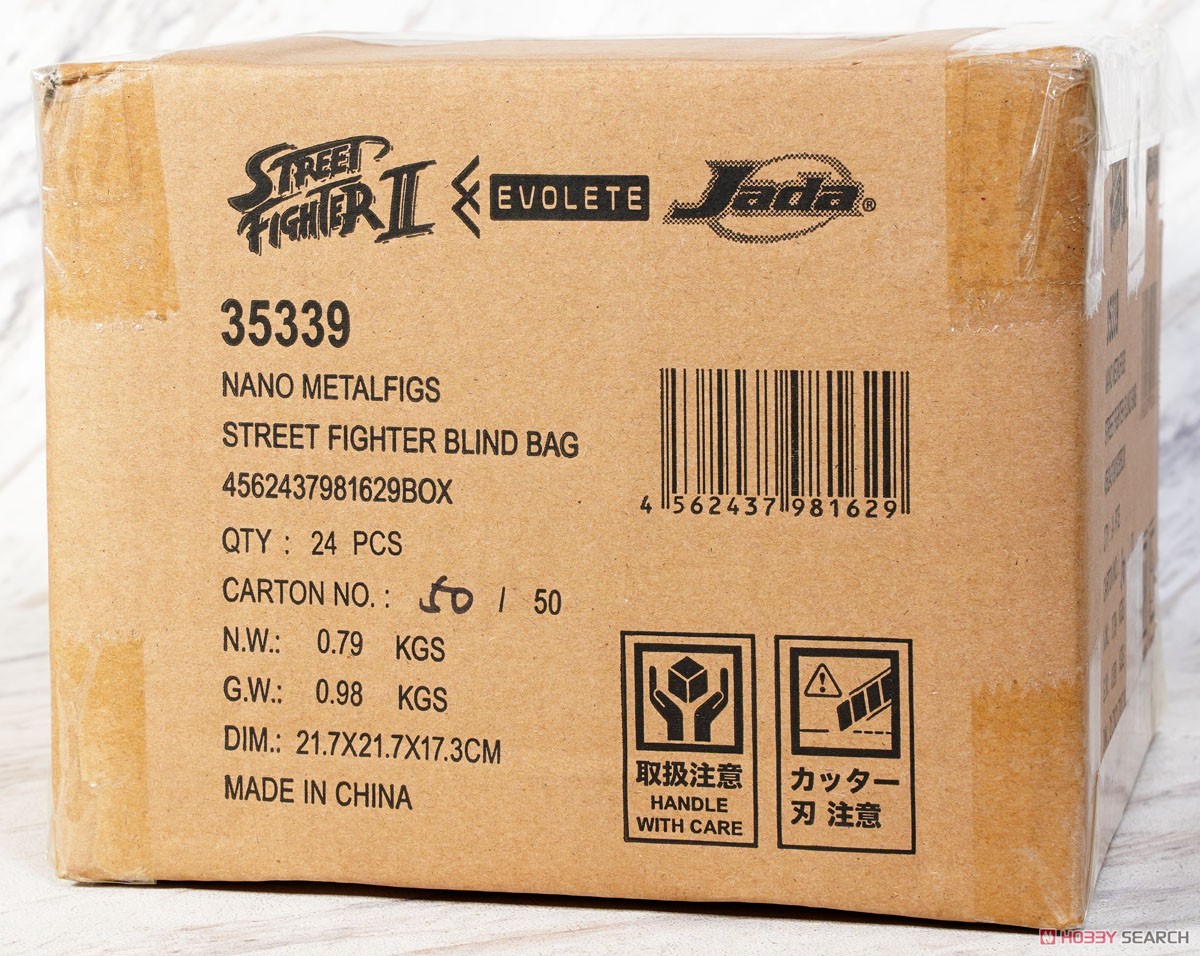 STREET
FIGHTER II
EVOLETE
Jada®
35339
NANO METALFIGS
STREET FIGHTER BLIND BAG
4562437981629BOX
QTY : 24 PCS
CARTON NO. : 50 / 50
N.W.: 0.79 KGS
G.W.: 0.98 KGS
DIM.: 21.7X21.7X17.3CM
MADE IN CHINA
4 562437 981629
取扱注意
HANDLE
WITH CARE
カッター
刃 注意
35339
HOBBY SEARCH